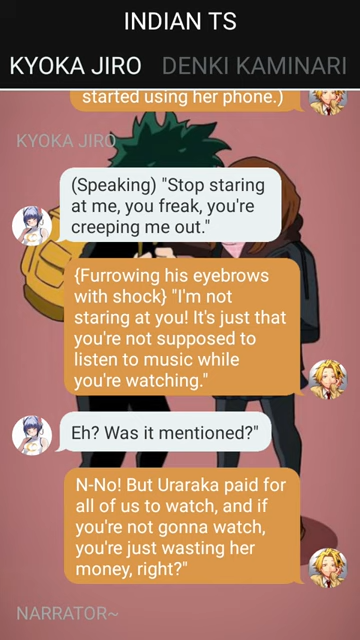 INDIAN TS
KYOKA JIRO DENKI KAMINARI
started using her phone.)
KYOKA JIRO
(Speaking) "Stop staring
at me, you freak, you're
creeping me out."
{Furrowing his eyebrows
with shock} "I'm not
staring at you! It's just that
you're not supposed to
listen to music while
you're watching."
Eh? Was it mentioned?"
N-No! But Uraraka paid for
all of us to watch, and if
you're not gonna watch,
you're just wasting her
money, right?"
NARRATOR~